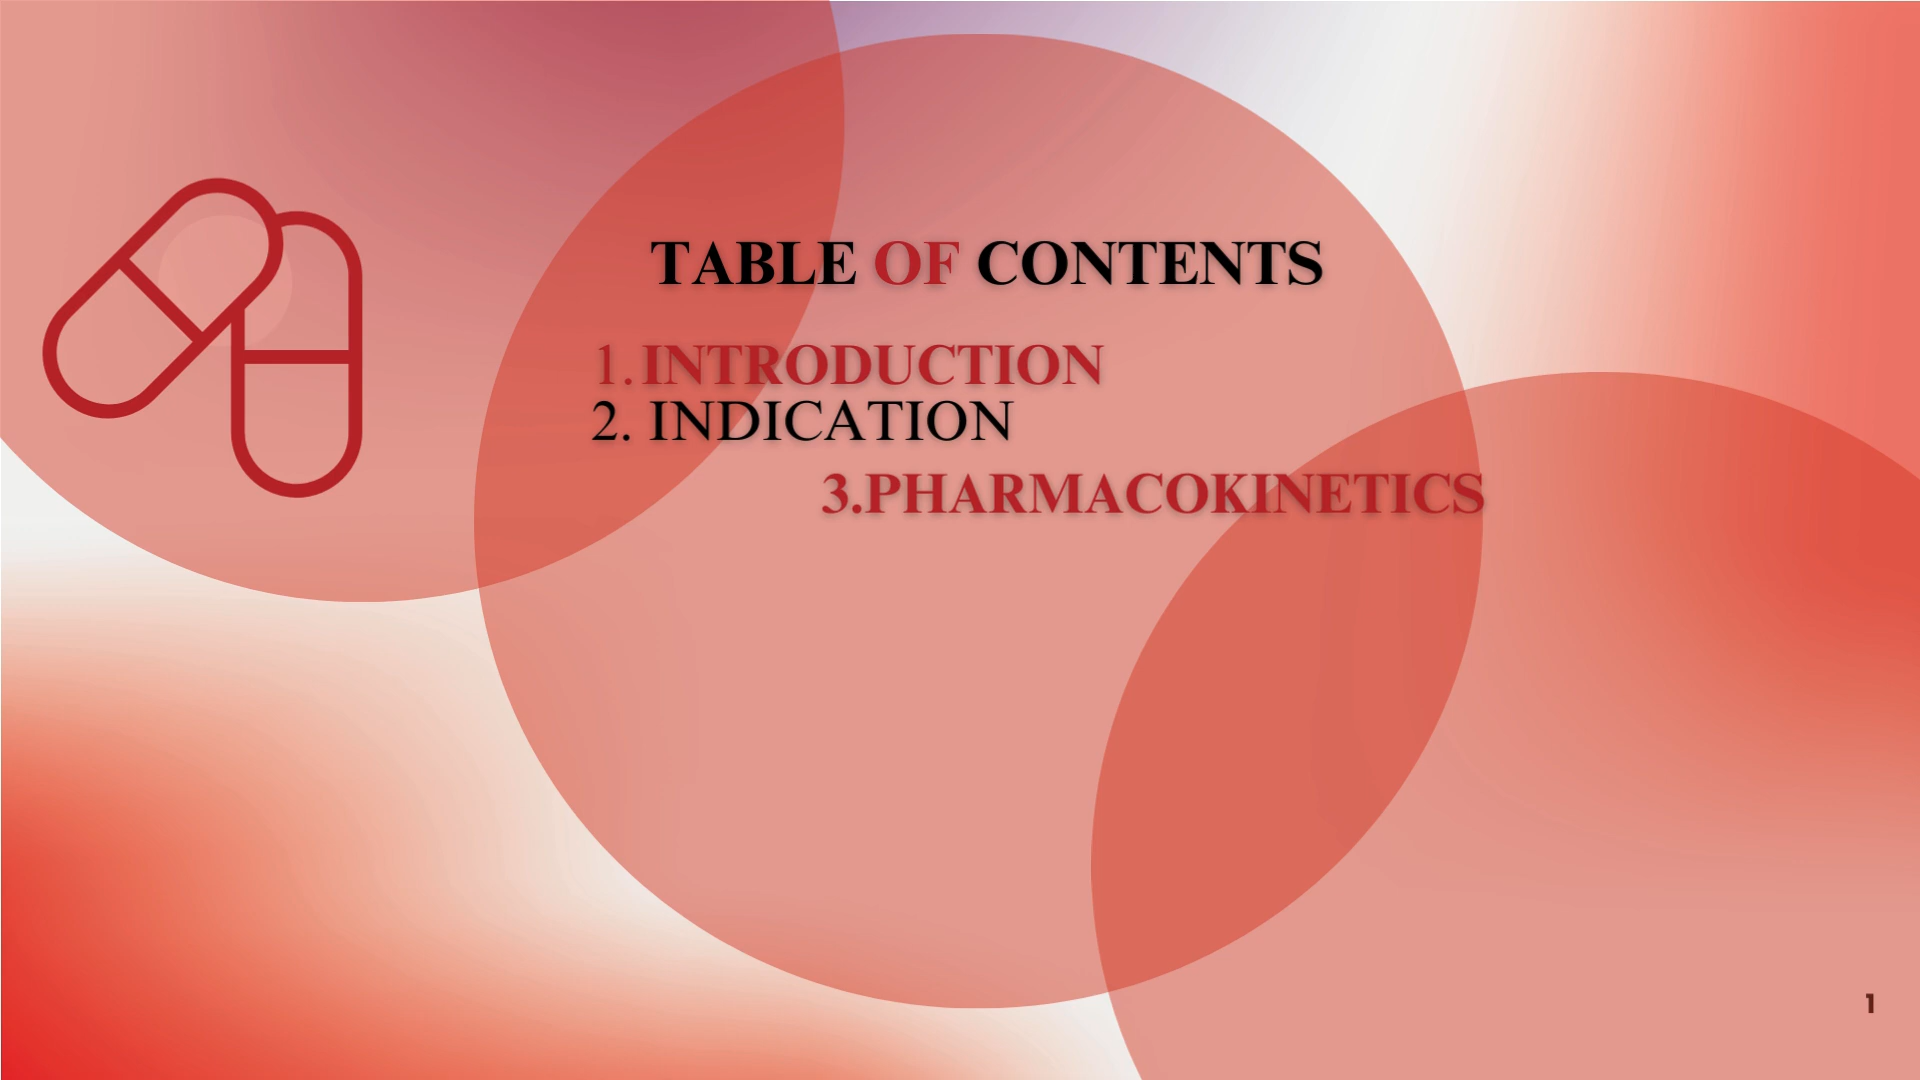 TABLE OF CONTENTS
1. INTRODUCTION
2. INDICATION
3.PHARMACOKINETICS
1